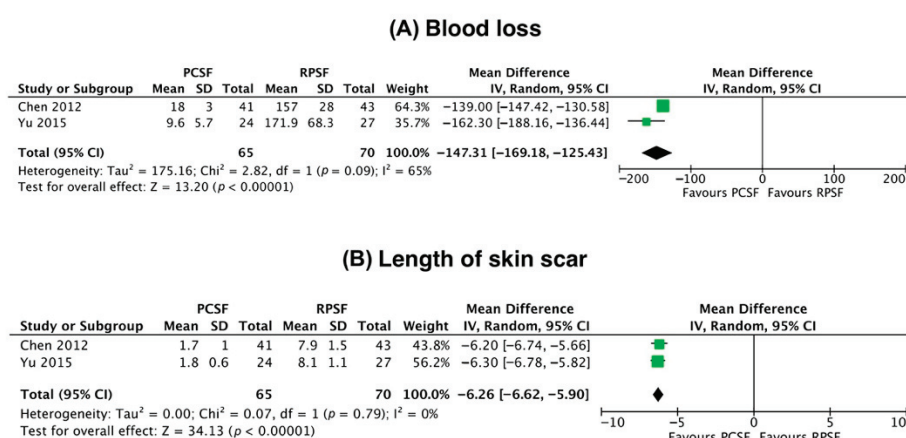 (A) Blood loss
PCSF RPSF Mean Difference Mean Difference
Study or Subgroup Mean SD Total Mean SD Total Weight IV, Random, 95% CI IV, Random, 95% CI
Chen 2012 18 3 41 157 28 43 64.3% −139.00 [−147.42, −130.58]
Yu 2015 9.6 5.7 24 171.9 68.3 27 35.7% −162.30 [−188.16, −136.44]
Total (95% CI) 65 70 100.0% −147.31 [−169.18, −125.43]
Heterogeneity: Tau² = 175.16; Chi² = 2.82, df = 1 (p = 0.09); I² = 65%
Test for overall effect: Z = 13.20 (p < 0.00001)
−200 −100 0 100 200
Favours PCSF Favours RPSF
(B) Length of skin scar
PCSF RPSF Mean Difference Mean Difference
Study or Subgroup Mean SD Total Mean SD Total Weight IV, Random, 95% CI IV, Random, 95% CI
Chen 2012 1.7 1 41 7.9 1.5 43 43.8% −6.20 [−6.74, −5.66]
Yu 2015 1.8 0.6 24 8.1 1.1 27 56.2% −6.30 [−6.78, −5.82]
Total (95% CI) 65 70 100.0% −6.26 [−6.62, −5.90]
Heterogeneity: Tau² = 0.00; Chi² = 0.07, df = 1 (p = 0.79); I² = 0%
Test for overall effect: Z = 34.13 (p < 0.00001)
−10 −5 0 5 10
Favours PCSF Favours RPSF